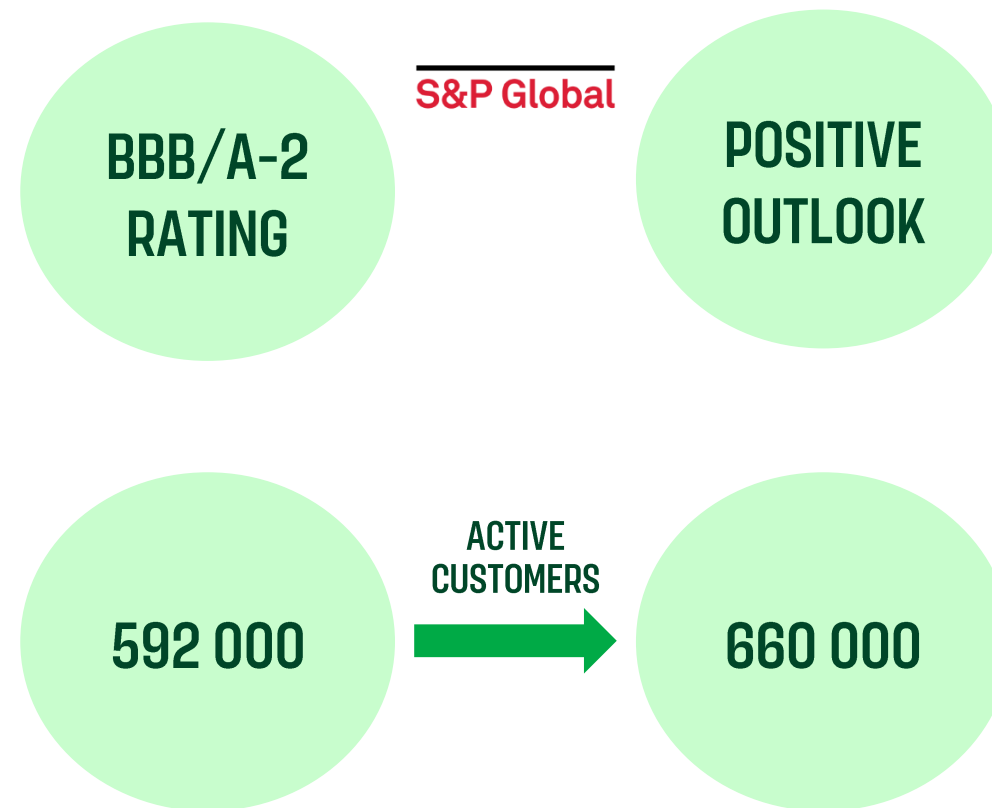 BBB/A-2
RATING
S&P Global
POSITIVE
OUTLOOK
592 000
ACTIVE
CUSTOMERS
660 000